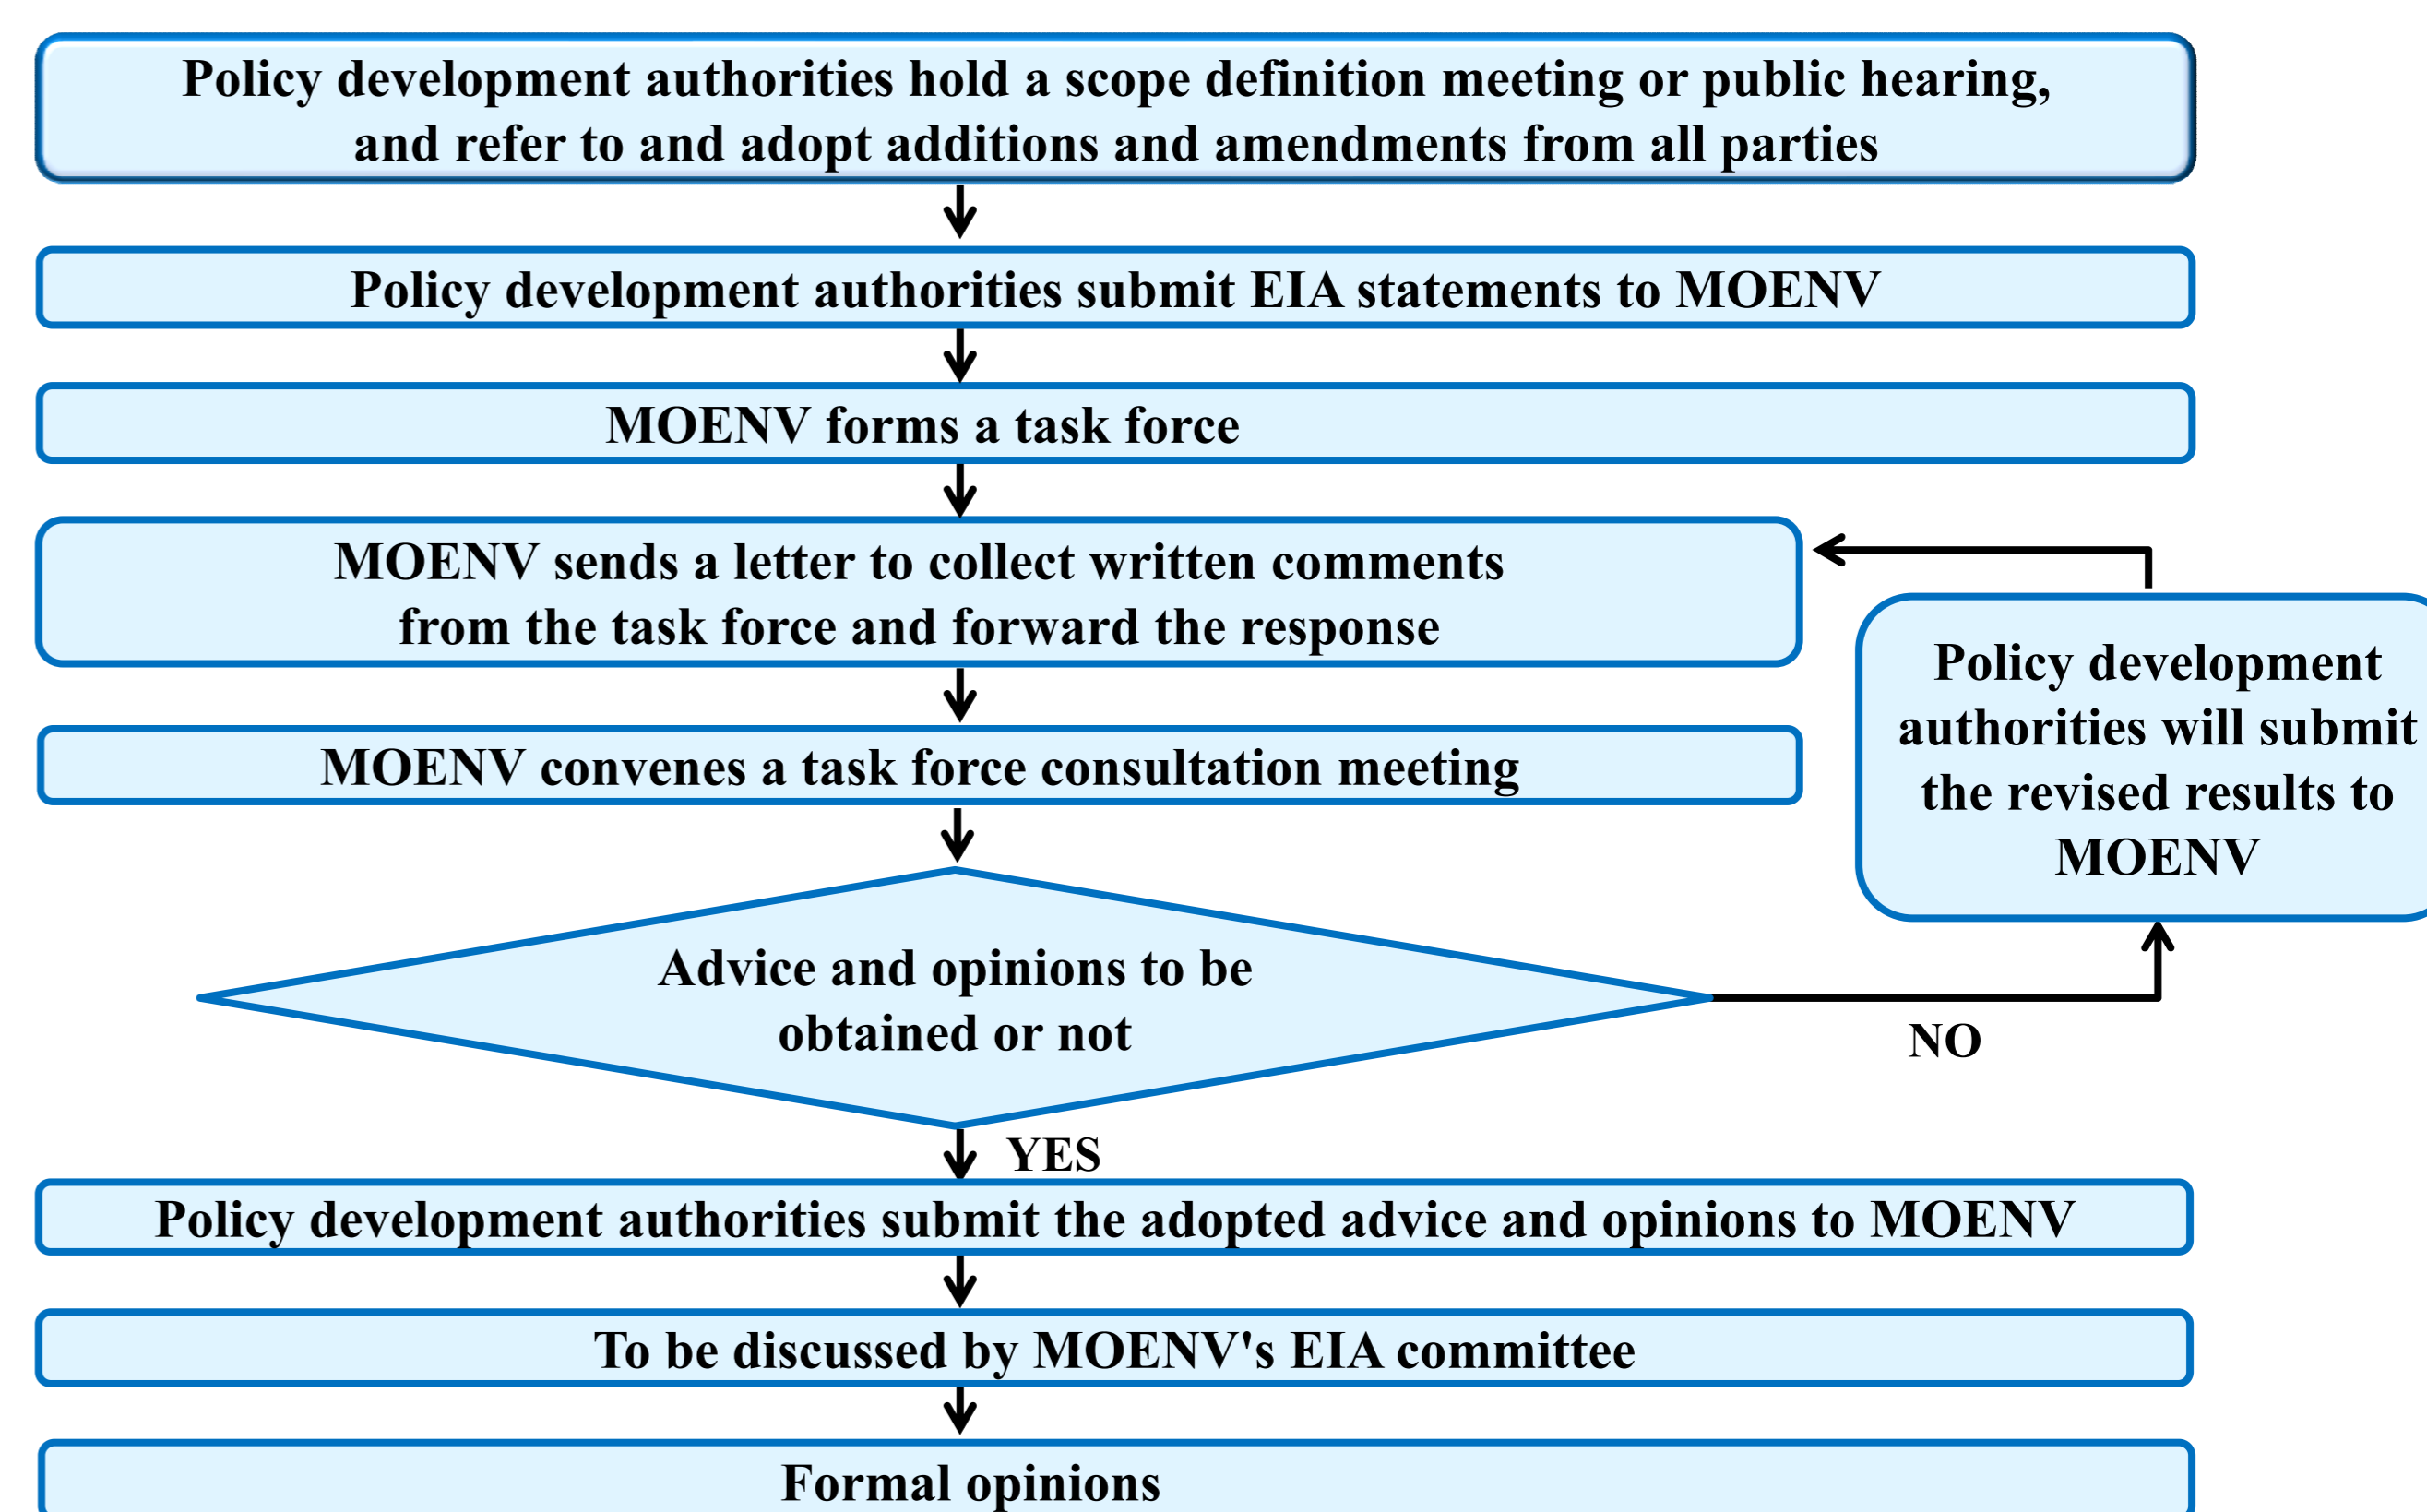 Policy development authorities hold a scope definition meeting or public hearing,
and refer to and adopt additions and amendments from all parties
Policy development authorities submit EIA statements to MOENV
MOENV forms a task force
MOENV sends a letter to collect written comments
from the task force and forward the response
MOENV convenes a task force consultation meeting
Policy development
authorities will submit
the revised results to
MOENV
Advice and opinions to be
obtained or not
NO
YES
Policy development authorities submit the adopted advice and opinions to MOENV
To be discussed by MOENV's EIA committee
Formal opinions